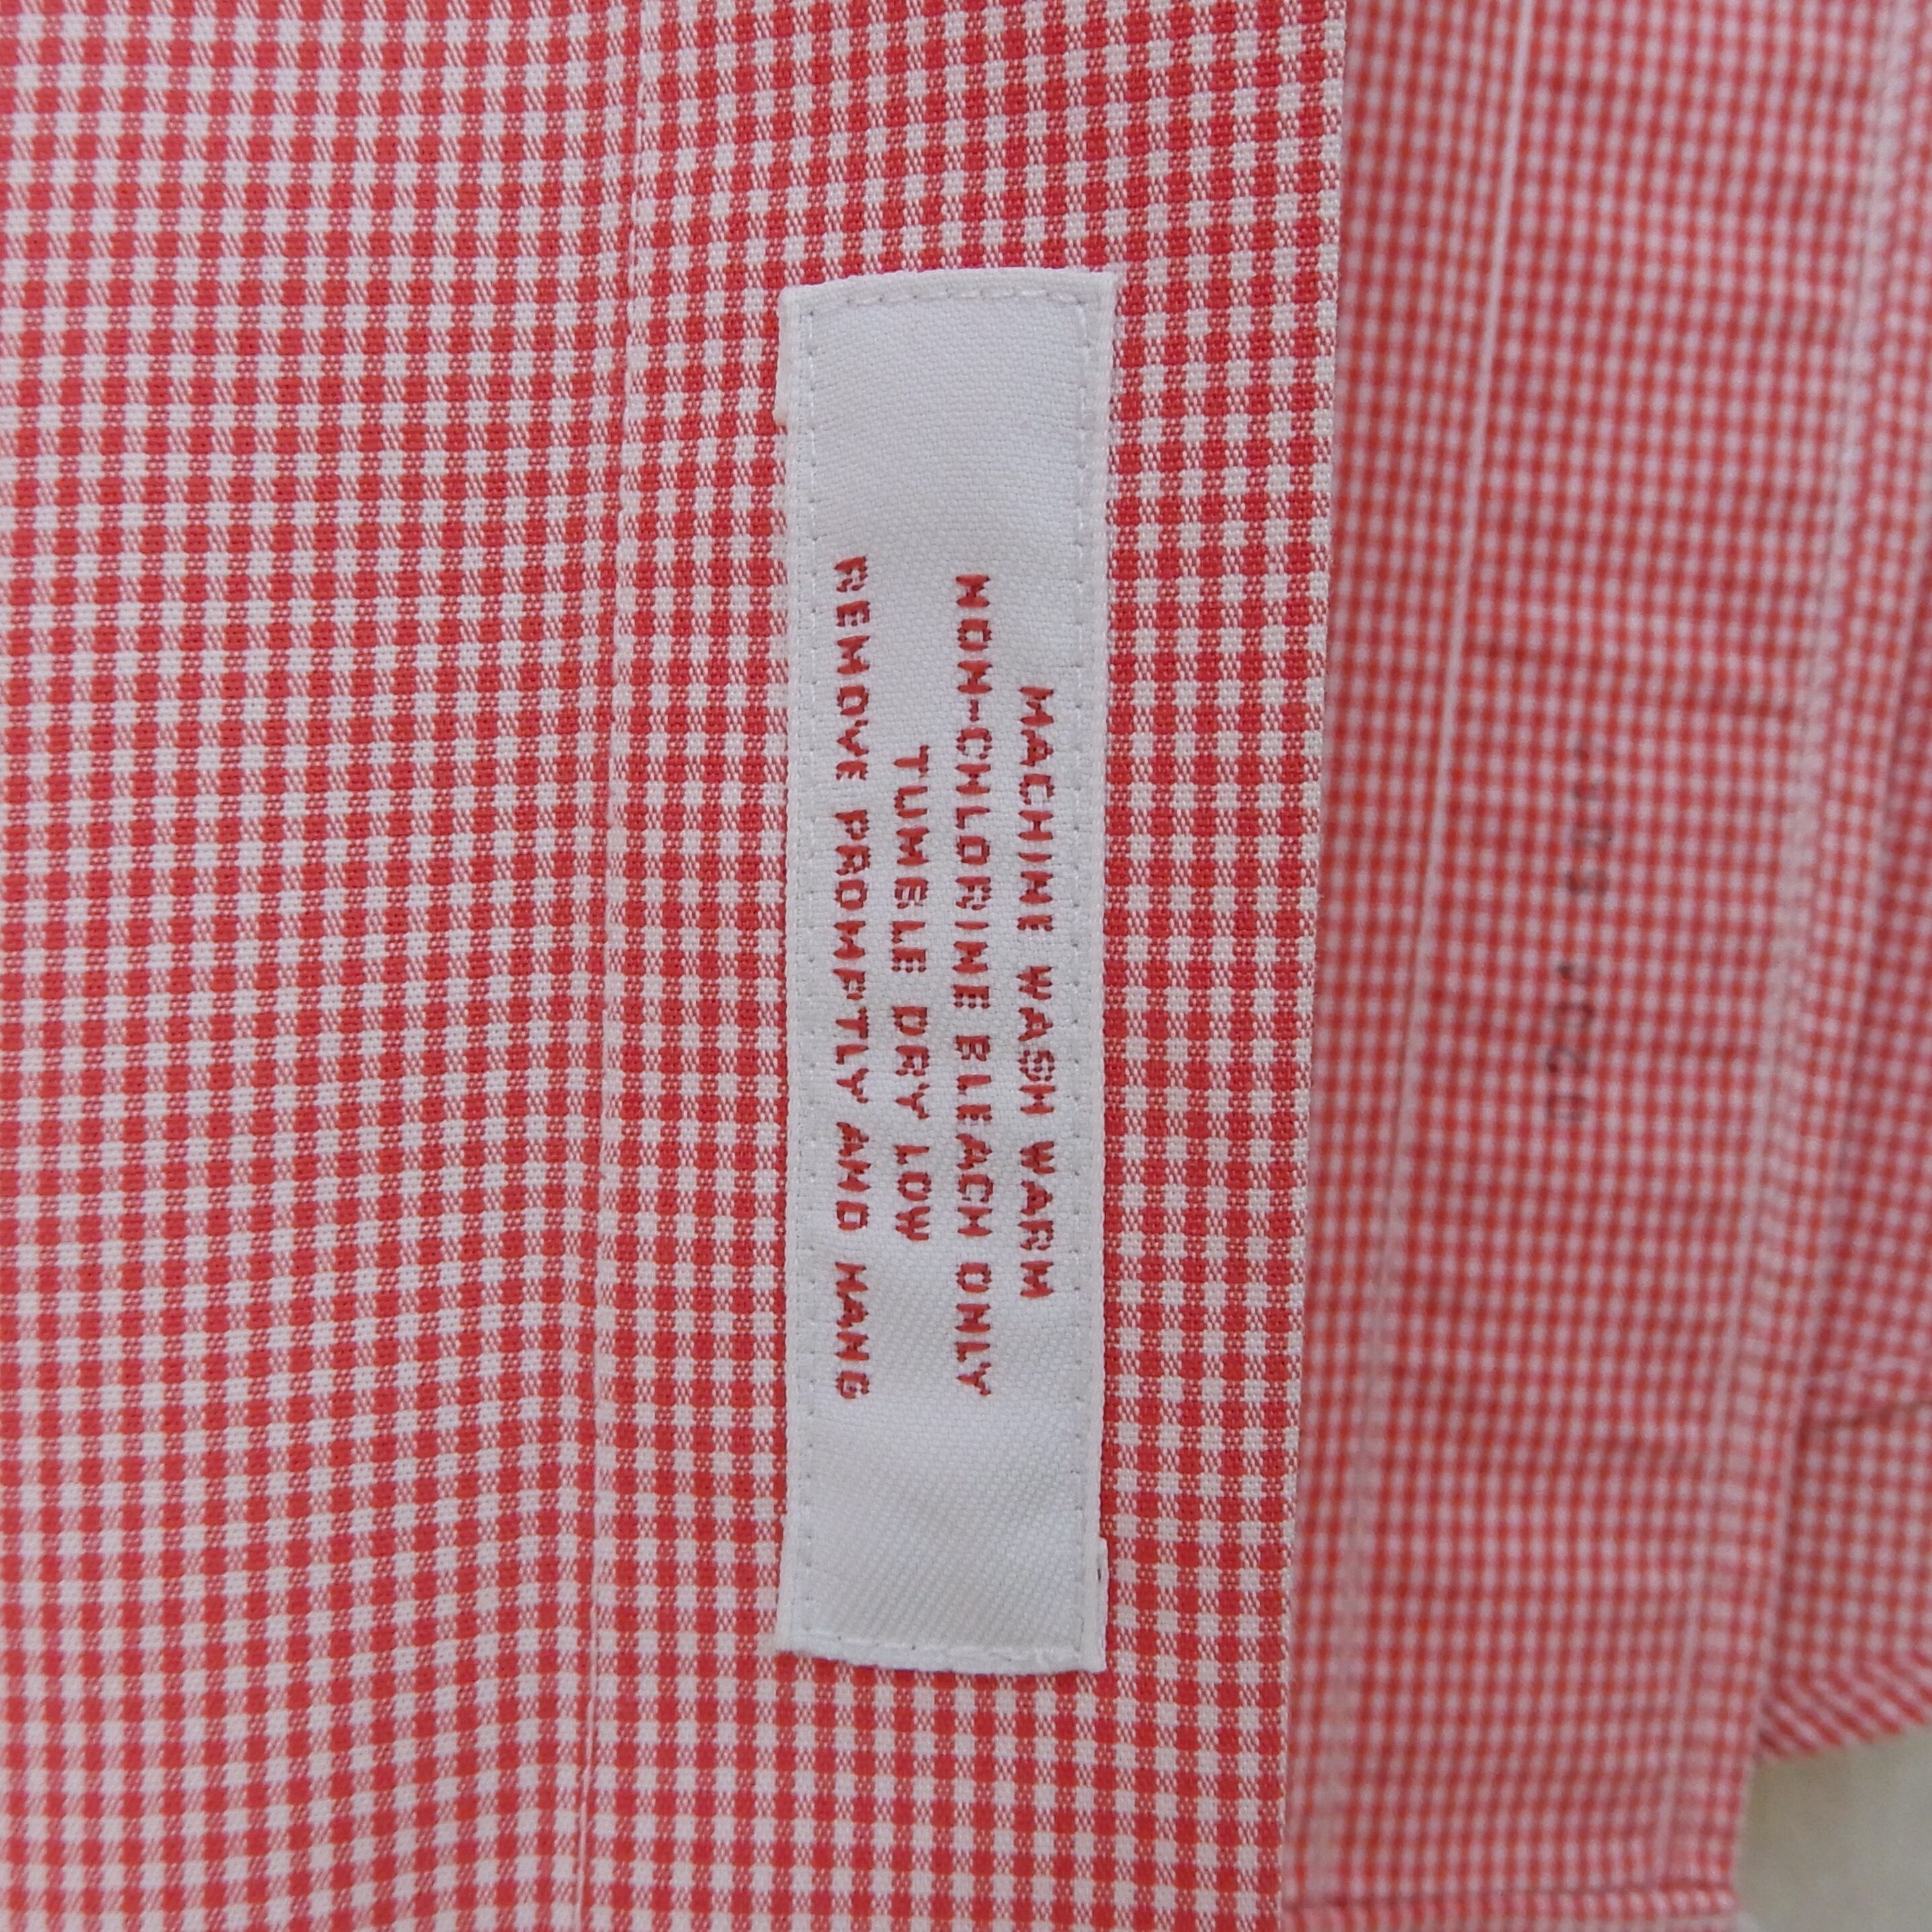 MACHINE WASH WARM
NON-CHLORINE BLEACH ONLY
TUMBLE DRY LOW
REMOVE PROMPTLY AND HANG